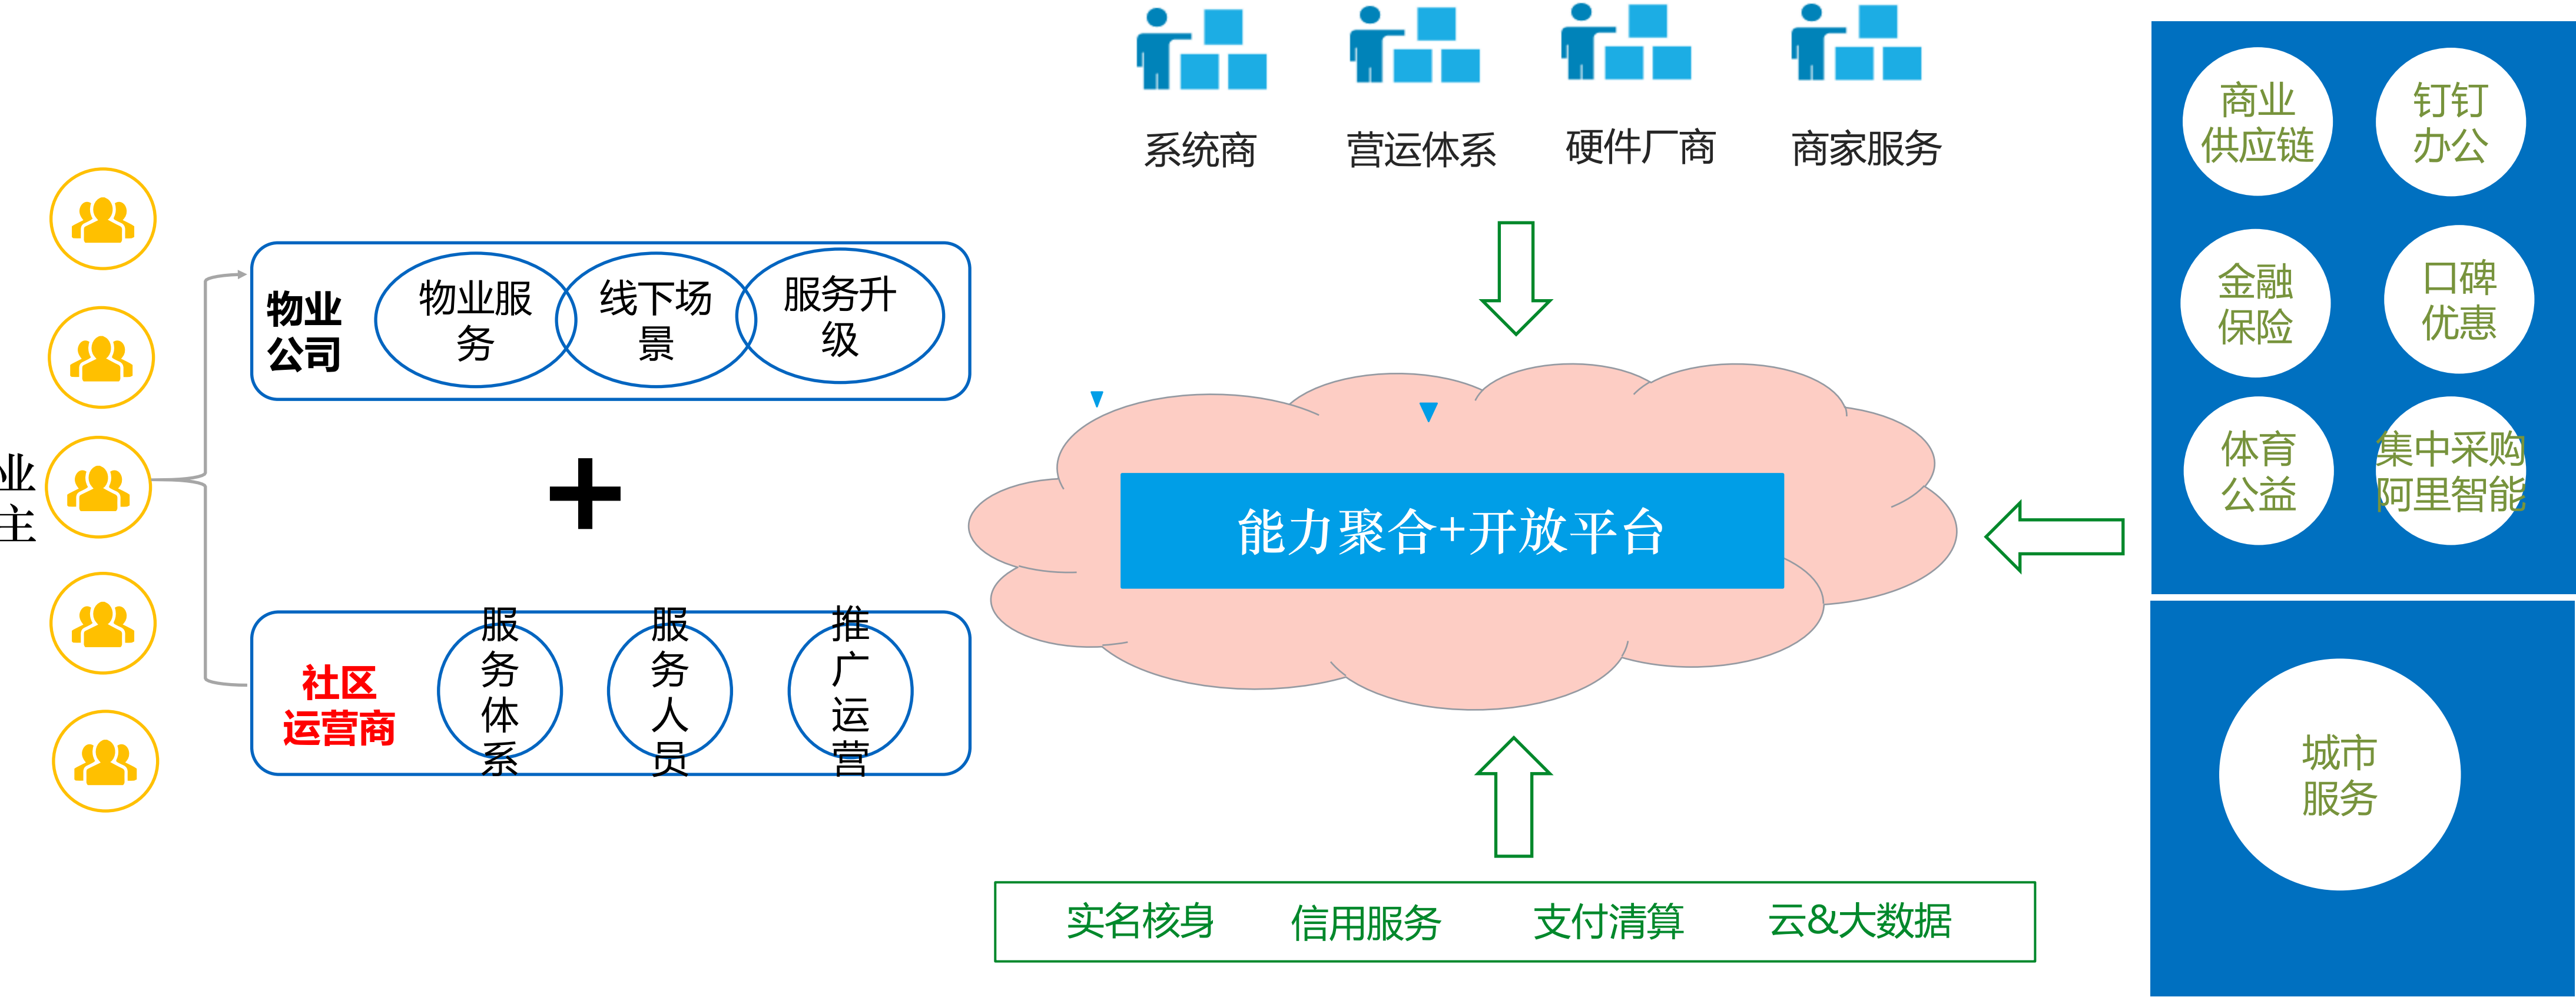 系统商
营运体系
硬件厂商
商家服务
业
主
物业
公司
物业服
务
线下场
景
服务升
级
社区
运营商
服
务
体
系
服
务
人
员
推
广
运
营
能力聚合+开放平台
实名核身
信用服务
支付清算
云&大数据
商业
供应链
钉钉
办公
金融
保险
口碑
优惠
体育
公益
集中采购
阿里智能
城市
服务